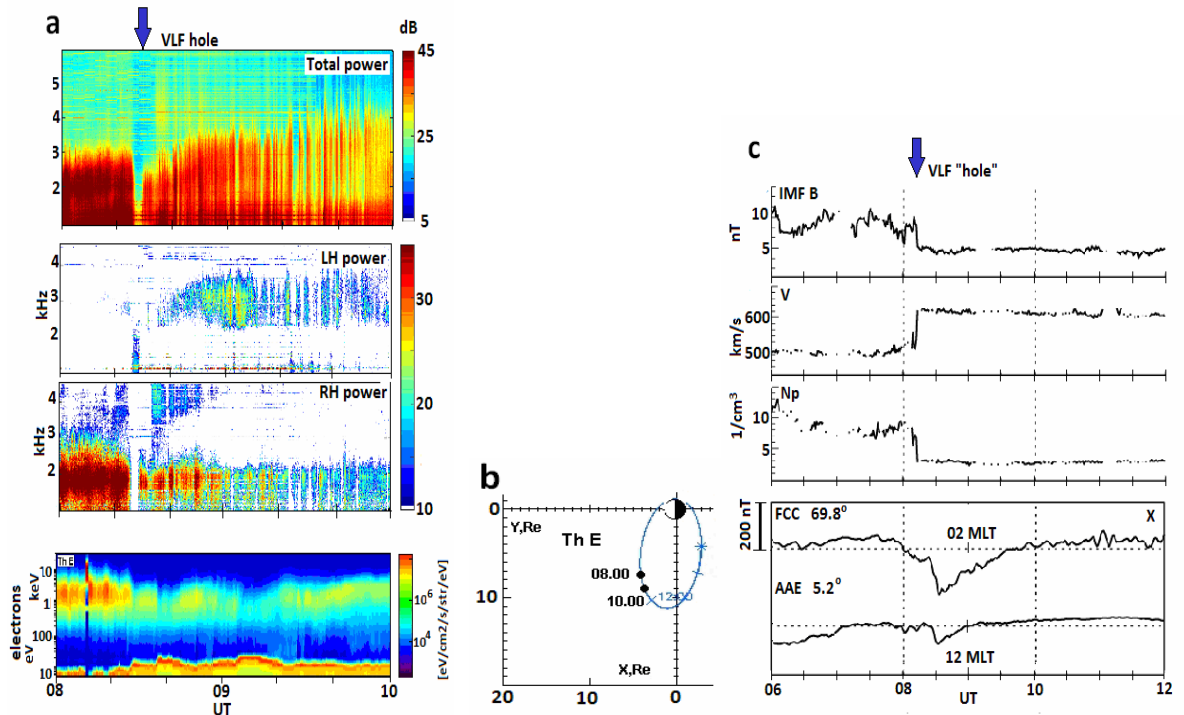 a
VLF hole
dB
Total power
45
25
5
5
4
3
2
LH power
kHz
4
3
2
RH power
kHz
4
3
2
30
20
10
Th E
electrons
eV keV
10
1
100
10
10⁶
10⁴
[eV/cm2/s/str/eV]
08 09 10
UT
b
0
Y,Re
Th E
08.00
10.00
12.00
10
X,Re
20 10 0
c
VLF "hole"
IMF B
nT
10
5
V
km/s
600
500
Np
1/cm³
10
5
200 nT
FCC 69.8°
X
02 MLT
AAE 5.2°
12 MLT
06 08 10 12
UT